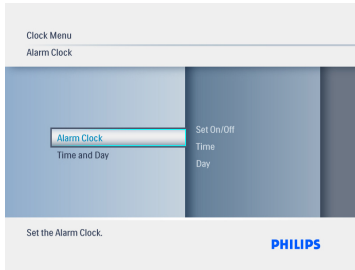 Clock Menu
Alarm Clock
Alarm Clock
Time and Day
Set On/Off
Time
Day
Set the Alarm Clock.
PHILIPS